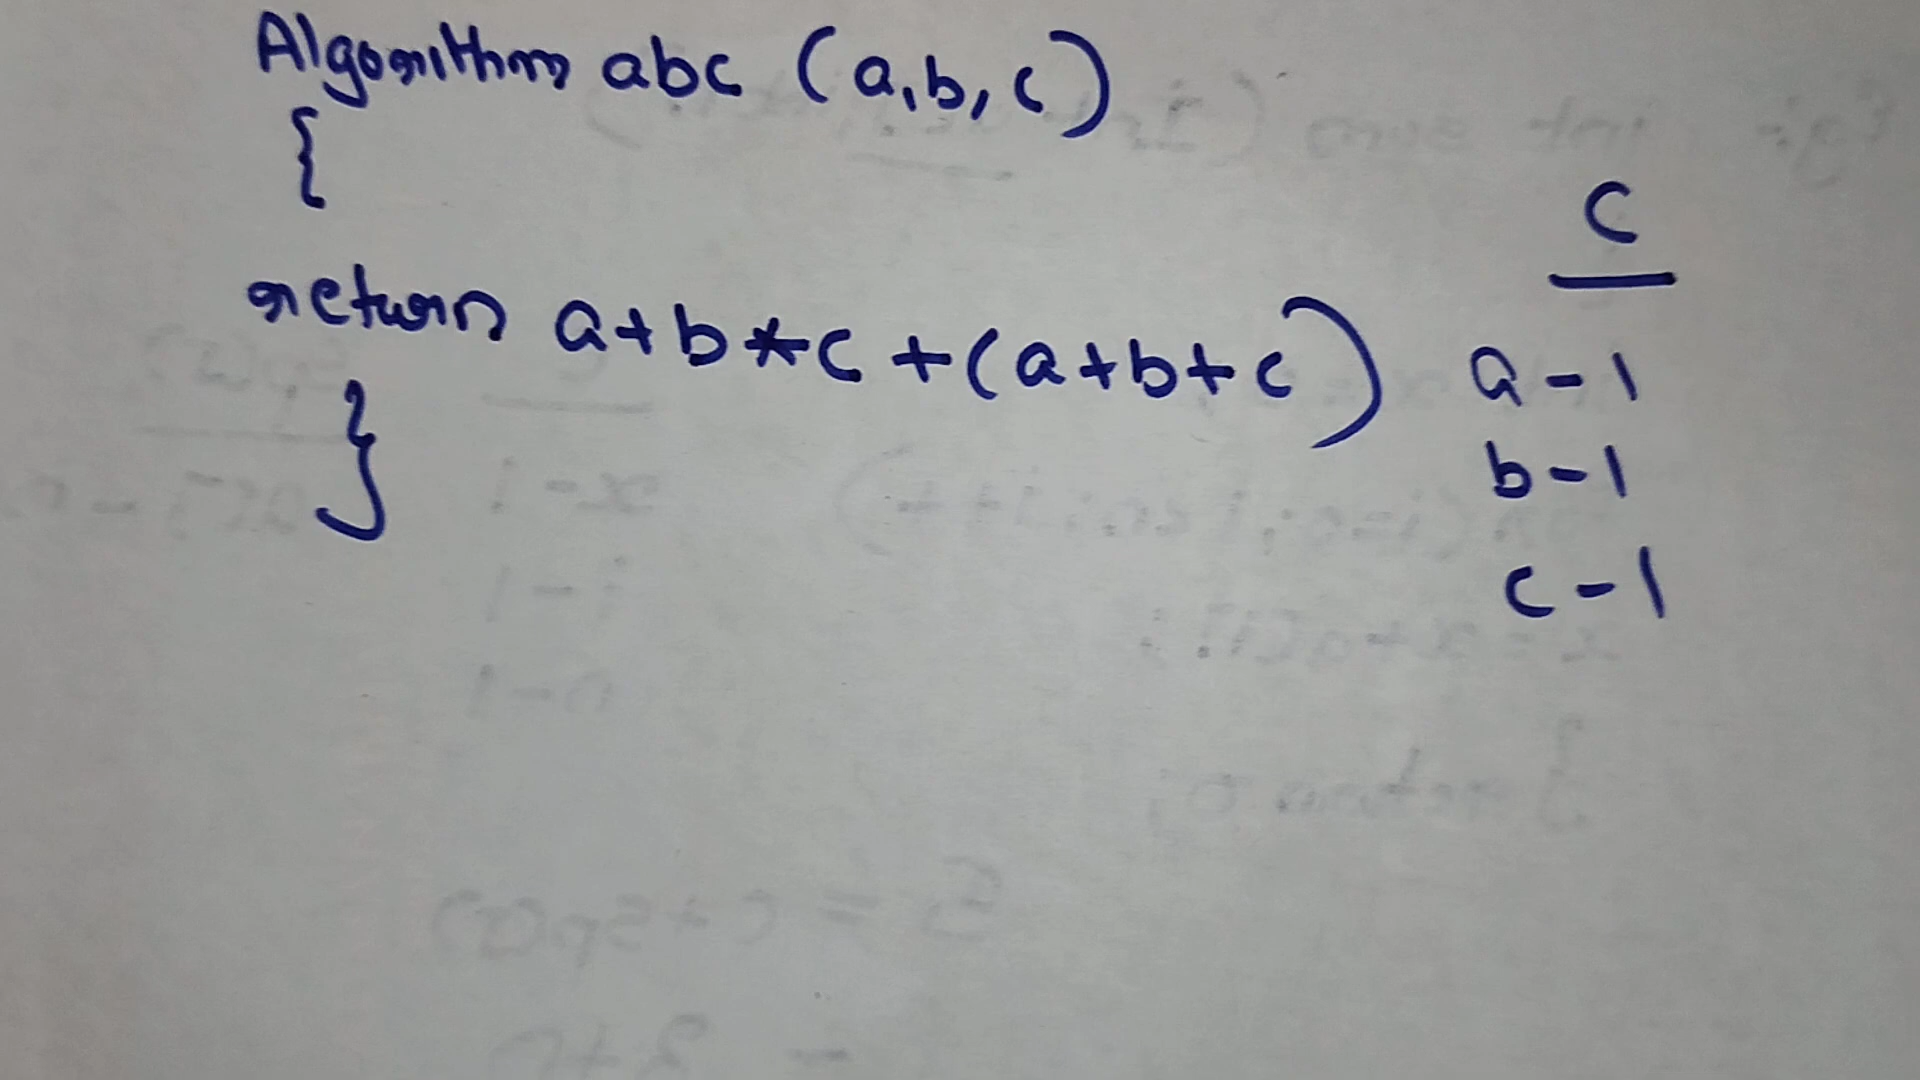 Algorithm abc (a,b,c)
{
return a+b*c+(a+b+c)
}
C
a-1
b-1
c-1